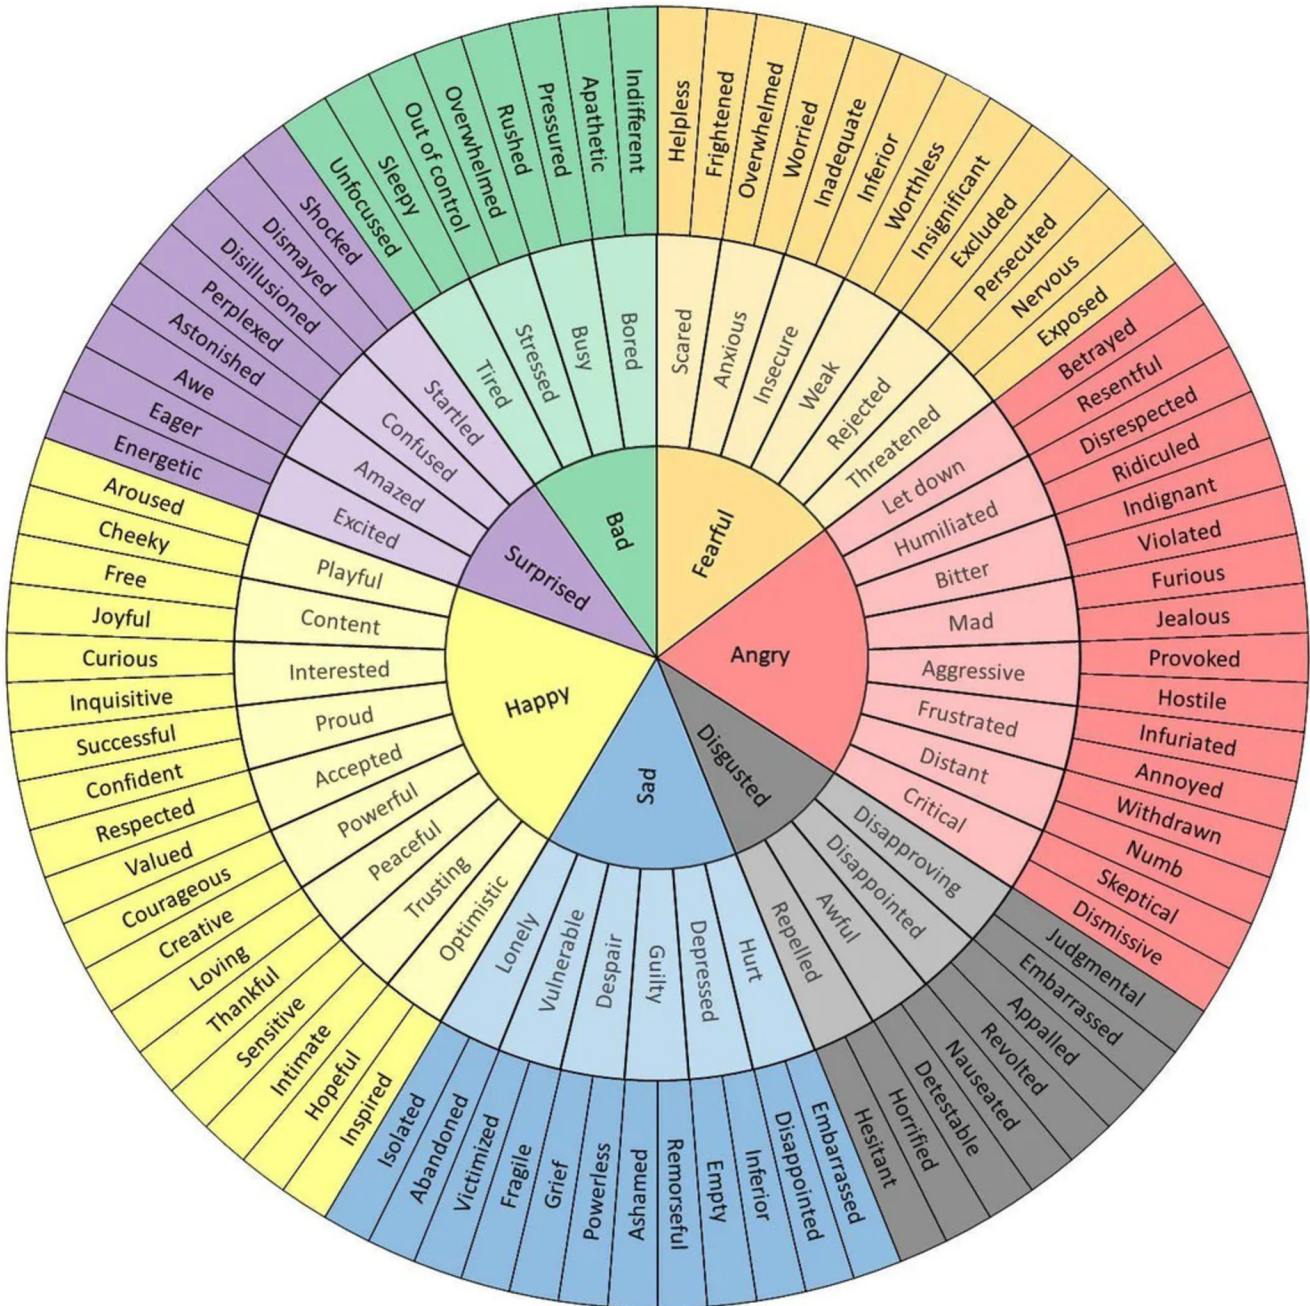 Fearful
Angry
Disgusted
Sad
Happy
Surprised
Bad
Scared
Anxious
Insecure
Weak
Rejected
Threatened
Let down
Humiliated
Bitter
Mad
Aggressive
Frustrated
Distant
Critical
Disapproving
Disappointed
Awful
Repelled
Hurt
Depressed
Guilty
Despair
Vulnerable
Lonely
Optimistic
Trusting
Peaceful
Powerful
Accepted
Proud
Interested
Content
Playful
Excited
Amazed
Confused
Startled
Tired
Stressed
Busy
Bored
Helpless
Frightened
Overwhelmed
Worried
Inadequate
Inferior
Worthless
Insignificant
Excluded
Persecuted
Nervous
Exposed
Betrayed
Resentful
Disrespected
Ridiculed
Indignant
Violated
Furious
Jealous
Provoked
Hostile
Infuriated
Annoyed
Withdrawn
Numb
Skeptical
Dismissive
Judgmental
Embarrassed
Appalled
Revolted
Nauseated
Detestable
Horrified
Hesitant
Embarrassed
Disappointed
Inferior
Empty
Remorseful
Ashamed
Powerless
Grief
Fragile
Victimized
Abandoned
Isolated
Inspired
Hopeful
Intimate
Sensitive
Thankful
Loving
Creative
Courageous
Valued
Respected
Confident
Successful
Inquisitive
Curious
Joyful
Free
Cheeky
Aroused
Energetic
Eager
Awe
Astonished
Perplexed
Disillusioned
Dismayed
Shocked
Unfocussed
Sleepy
Out of control
Overwhelmed
Rushed
Pressured
Apathetic
Indifferent